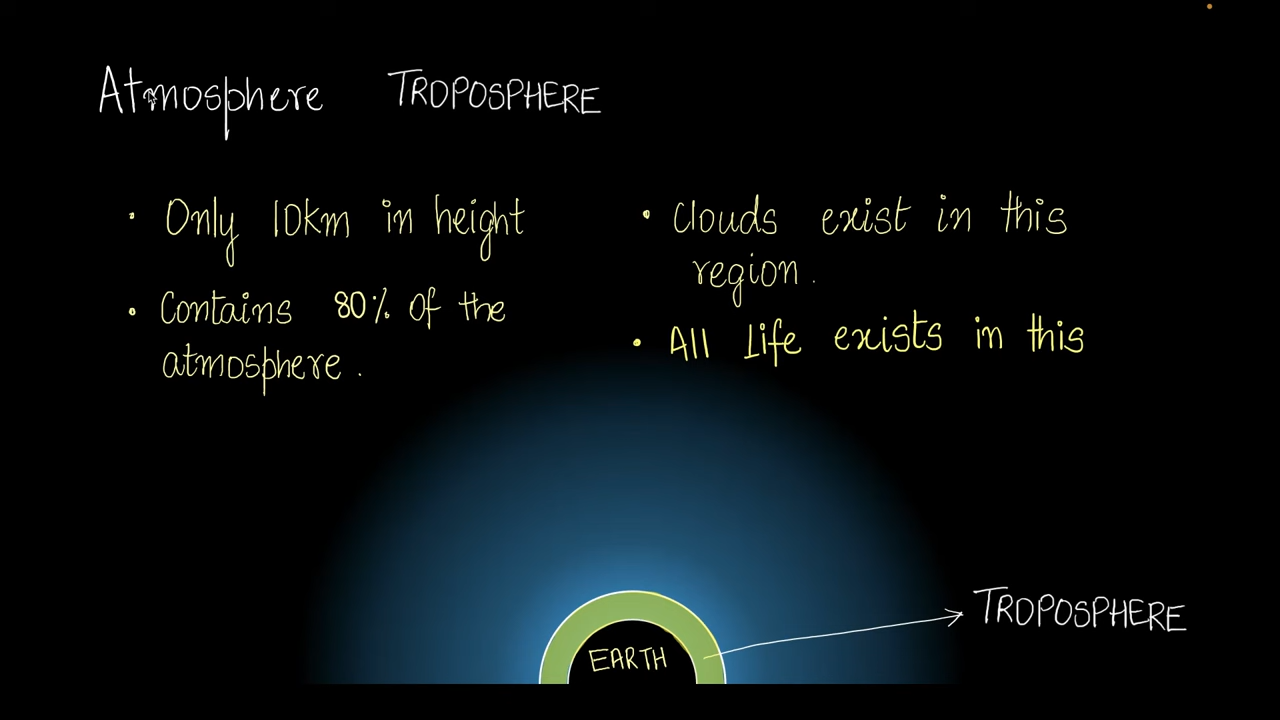 Atmosphere TROPOSPHERE
· Only 10km in height
· Contains 80% of the
atmosphere.
· Clouds exist in this
region.
· All Life exists in this
EARTH
TROPOSPHERE